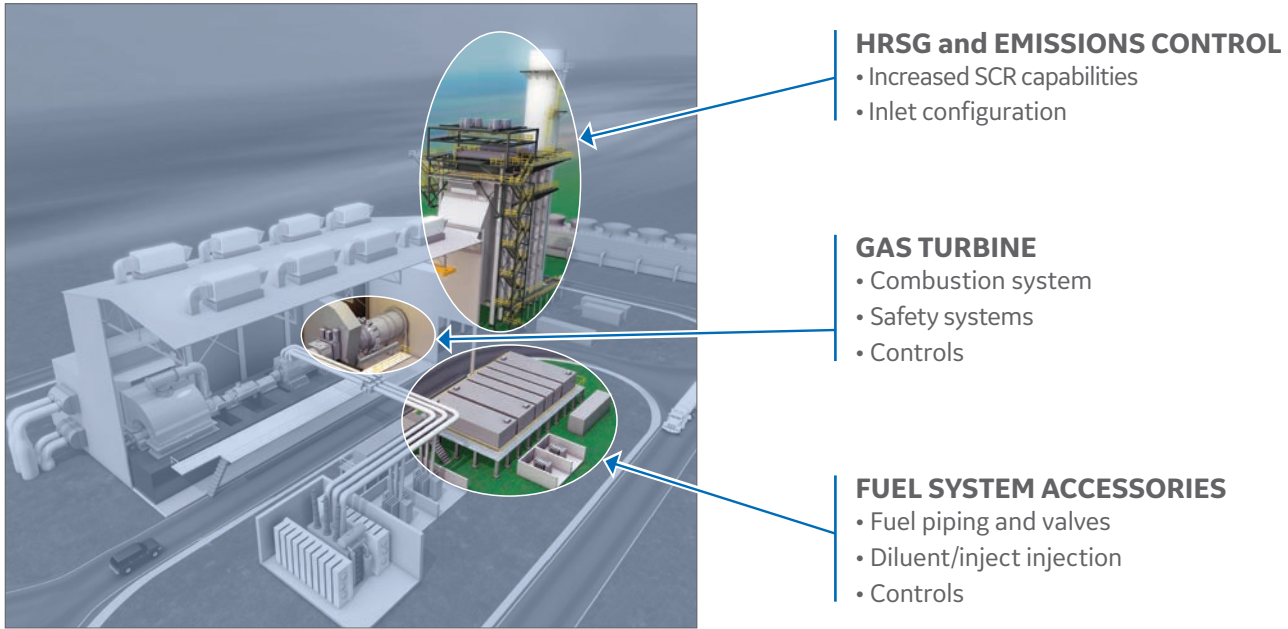 HRSG and EMISSIONS CONTROL
• Increased SCR capabilities
• Inlet configuration
GAS TURBINE
• Combustion system
• Safety systems
• Controls
FUEL SYSTEM ACCESSORIES
• Fuel piping and valves
• Diluent/inject injection
• Controls